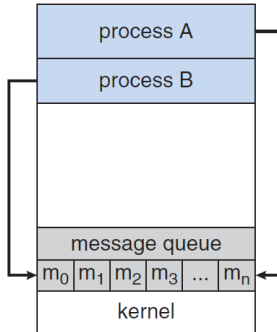 process A
process B
message queue
m0 m1 m2 m3 ... mn
kernel